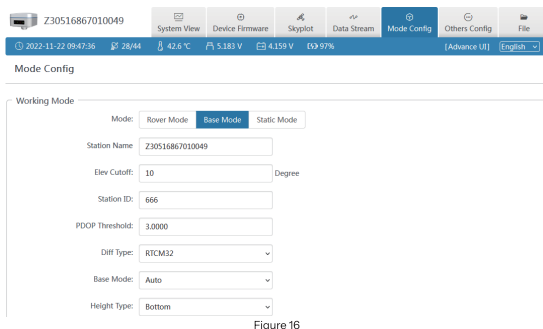 Z30516867010049
System View
Device Firmware
Skyplot
Data Stream
Mode Config
Others Config
File
2022-11-22 09:47:36 28/44 42.6 ℃ 5.183 V 4.159 V 97% [Advance UI] English
Mode Config
Working Mode
Mode: Rover Mode Base Mode Static Mode
Station Name Z30516867010049
Elev Cutoff: 10 Degree
Station ID: 666
PDOP Threshold: 3.0000
Diff Type: RTCM32
Base Mode: Auto
Height Type: Bottom
Figure 16